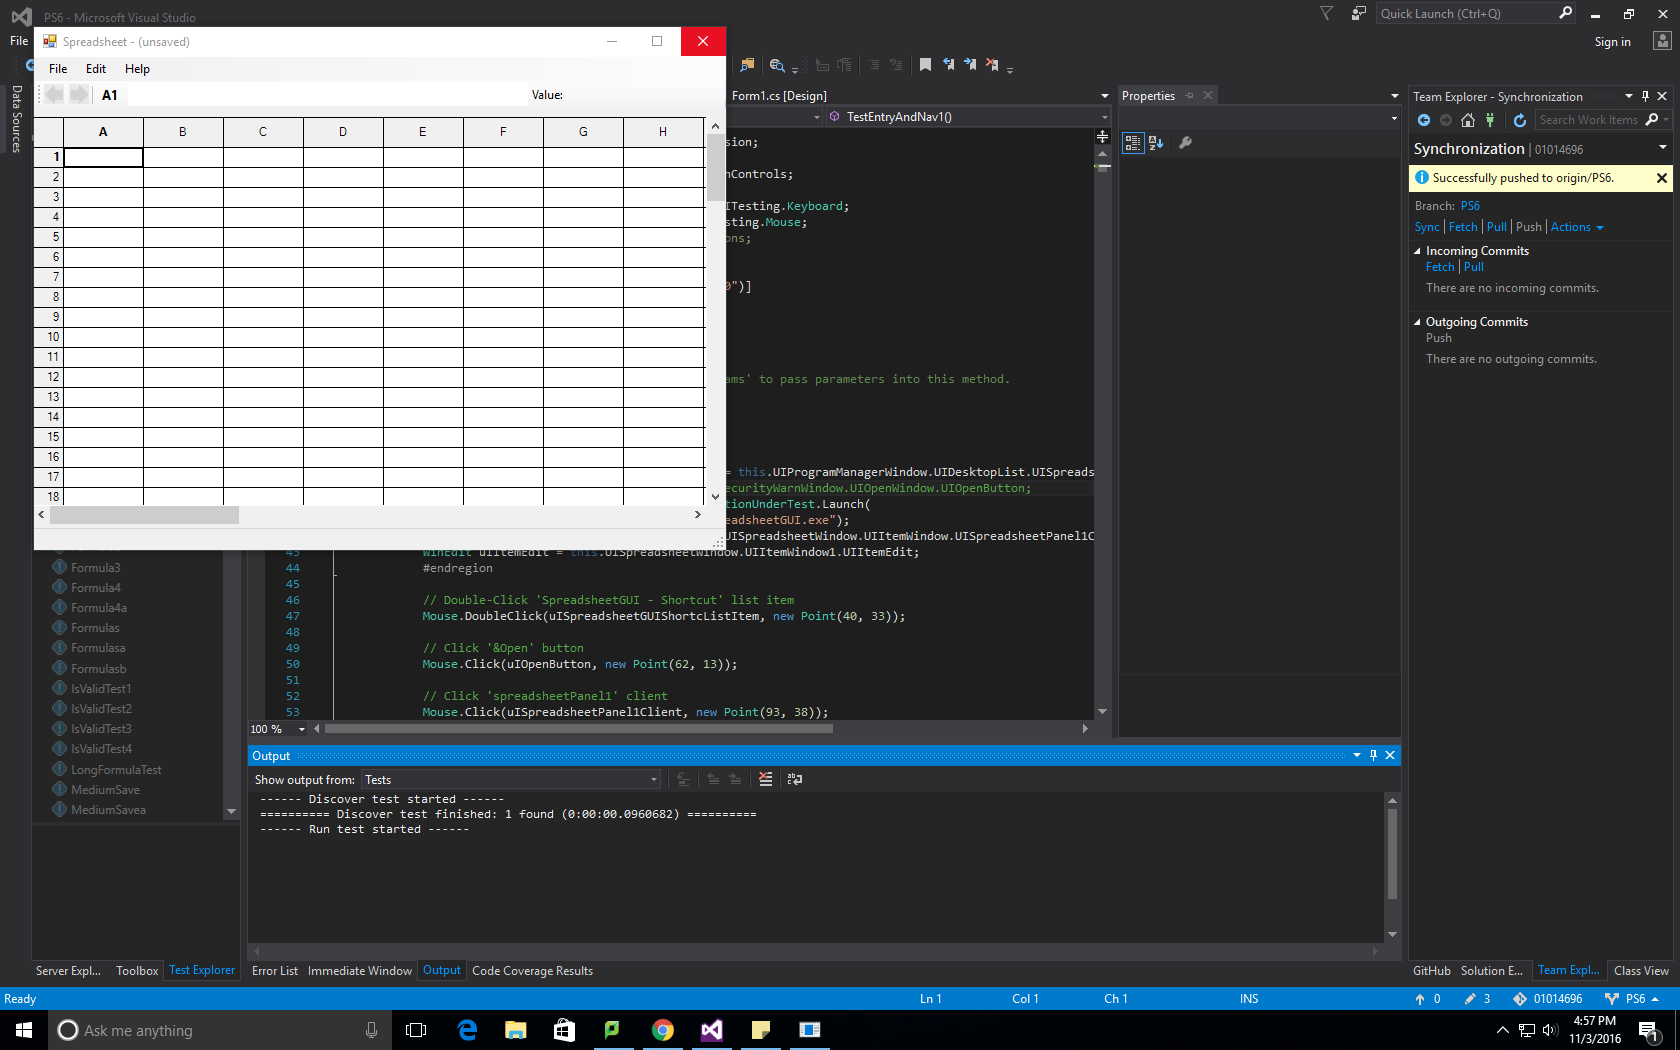 PS6 - Microsoft Visual Studio
Quick Launch (Ctrl+Q)
File
Sign in
Spreadsheet - (unsaved)
File Edit Help
A1
Value:
A B C D E F G H
1
2
3
4
5
6
7
8
9
10
11
12
13
14
15
16
17
18
Data Sources
Form1.cs [Design]
TestEntryAndNav1()
sion;
nControls;
ITesting.Keyboard;
sting.Mouse;
ons;
0")]
ams' to pass parameters into this method.
= this.UIProgramManagerWindow.UIDesktopList.UISpreads
ecurityWarnWindow.UIOpenWindow.UIOpenButton;
tionUnderTest.Launch(
eadsheetGUI.exe");
UISpreadsheetWindow.UIItemWindow.UISpreadsheetPanel1C
43 WinEdit uIItemEdit = this.UISpreadsheetWindow.UIItemWindow1.UIItemEdit;
44 #endregion
45
46 // Double-Click 'SpreadsheetGUI - Shortcut' list item
47 Mouse.DoubleClick(uISpreadsheetGUIShortcListItem, new Point(40, 33));
48
49 // Click '&Open' button
50 Mouse.Click(uIOpenButton, new Point(62, 13));
51
52 // Click 'spreadsheetPanel1' client
53 Mouse.Click(uISpreadsheetPanel1Client, new Point(93, 38));
100 %
Formula3
Formula4
Formula4a
Formulas
Formulasa
Formulasb
IsValidTest1
IsValidTest2
IsValidTest3
IsValidTest4
LongFormulaTest
MediumSave
MediumSavea
Server Expl... Toolbox Test Explorer
Output
Show output from: Tests
------ Discover test started ------
========== Discover test finished: 1 found (0:00:00.0960682) ==========
------ Run test started ------
Error List Immediate Window Output Code Coverage Results
Properties
Team Explorer - Synchronization
Search Work Items
Synchronization | 01014696
Successfully pushed to origin/PS6.
Branch: PS6
Sync | Fetch | Pull | Push | Actions
Incoming Commits
Fetch | Pull
There are no incoming commits.
Outgoing Commits
Push
There are no outgoing commits.
GitHub Solution E... Team Expl... Class View
Ready Ln 1 Col 1 Ch 1 INS 0 3 01014696 PS6
Ask me anything
4:57 PM
11/3/2016
1